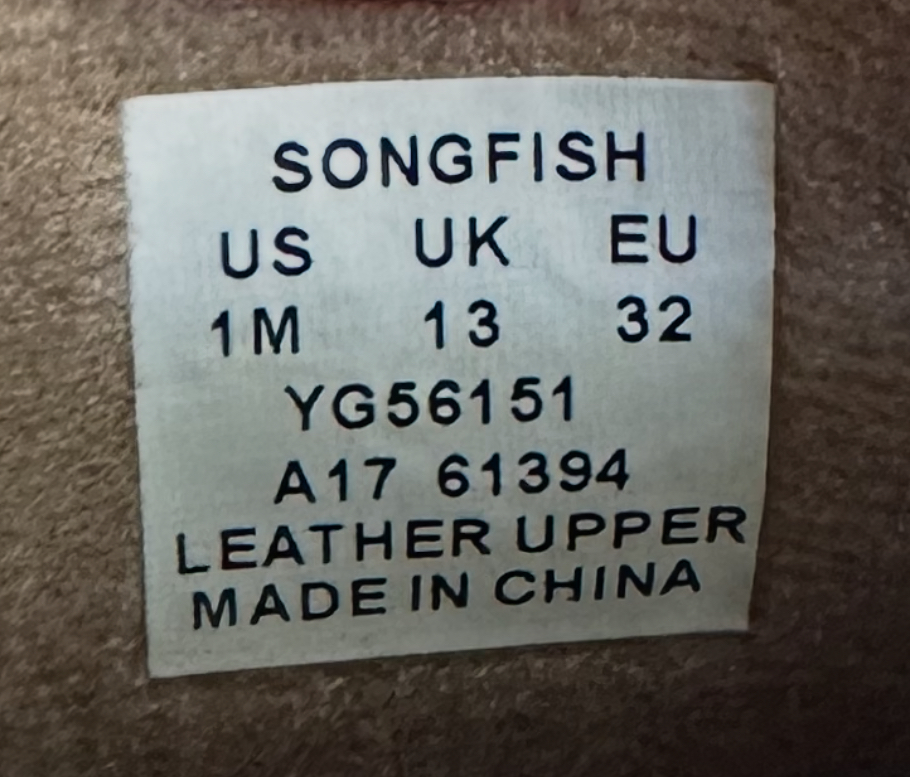 SONGFISH
US UK EU
1M 13 32
YG56151
A17 61394
LEATHER UPPER
MADE IN CHINA